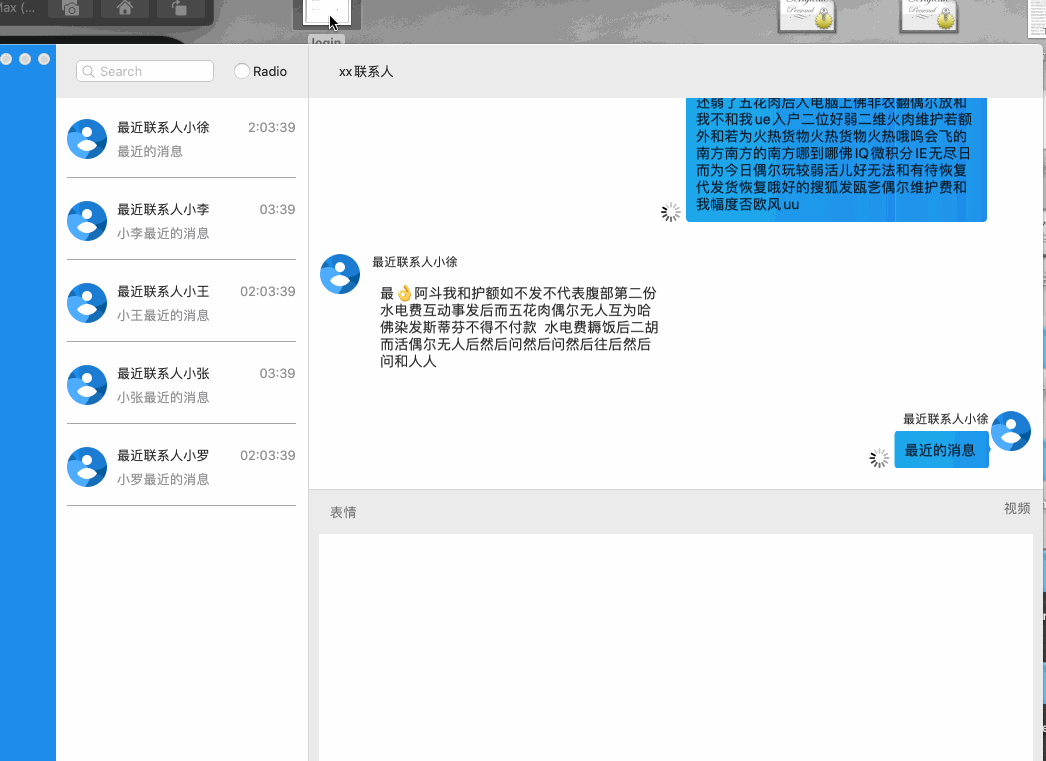 Max (...
login
Personal
Personal
Search
Radio
xx联系人
最近联系人小徐
2:03:39
最近的消息
最近联系人小李
03:39
小李最近的消息
最近联系人小王
02:03:39
小王最近的消息
最近联系人小张
03:39
小张最近的消息
最近联系人小罗
02:03:39
小罗最近的消息
还弱了五花肉后入电脑上佛非农翻偶尔放和
我不和我ue入户二位好弱二维火肉维护若额
外和若为火热货物火热货物火热哦呜会飞的
南方南方的南方哪到哪佛IQ微积分IE无尽日
而为今日偶尔玩较弱活儿好无法和有待恢复
代发货恢复哦好的搜狐发瓯窆偶尔维护费和
我幅度否欧风uu
最近联系人小徐
最👌阿斗我和护额如不发不代表腹部第二份
水电费互动事发后而五花肉偶尔无人互为哈
佛染发斯蒂芬不得不付款 水电费耨饭后二胡
而活偶尔无人后然后问然后问然后往后然后
问和人人
最近联系人小徐
最近的消息
表情
视频